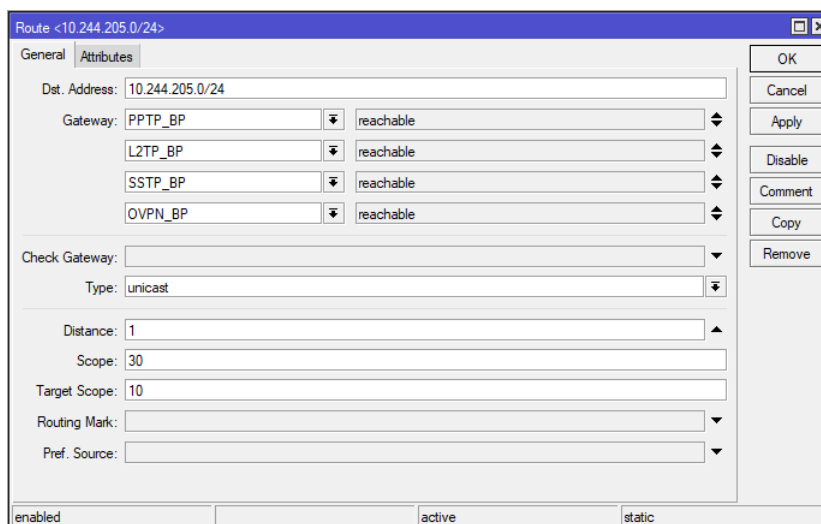 Route <10.244.205.0/24>
General Attributes
Dst. Address: 10.244.205.0/24
Gateway: PPTP_BP reachable
L2TP_BP reachable
SSTP_BP reachable
OVPN_BP reachable
Check Gateway:
Type: unicast
Distance: 1
Scope: 30
Target Scope: 10
Routing Mark:
Pref. Source:
enabled active static
OK
Cancel
Apply
Disable
Comment
Copy
Remove